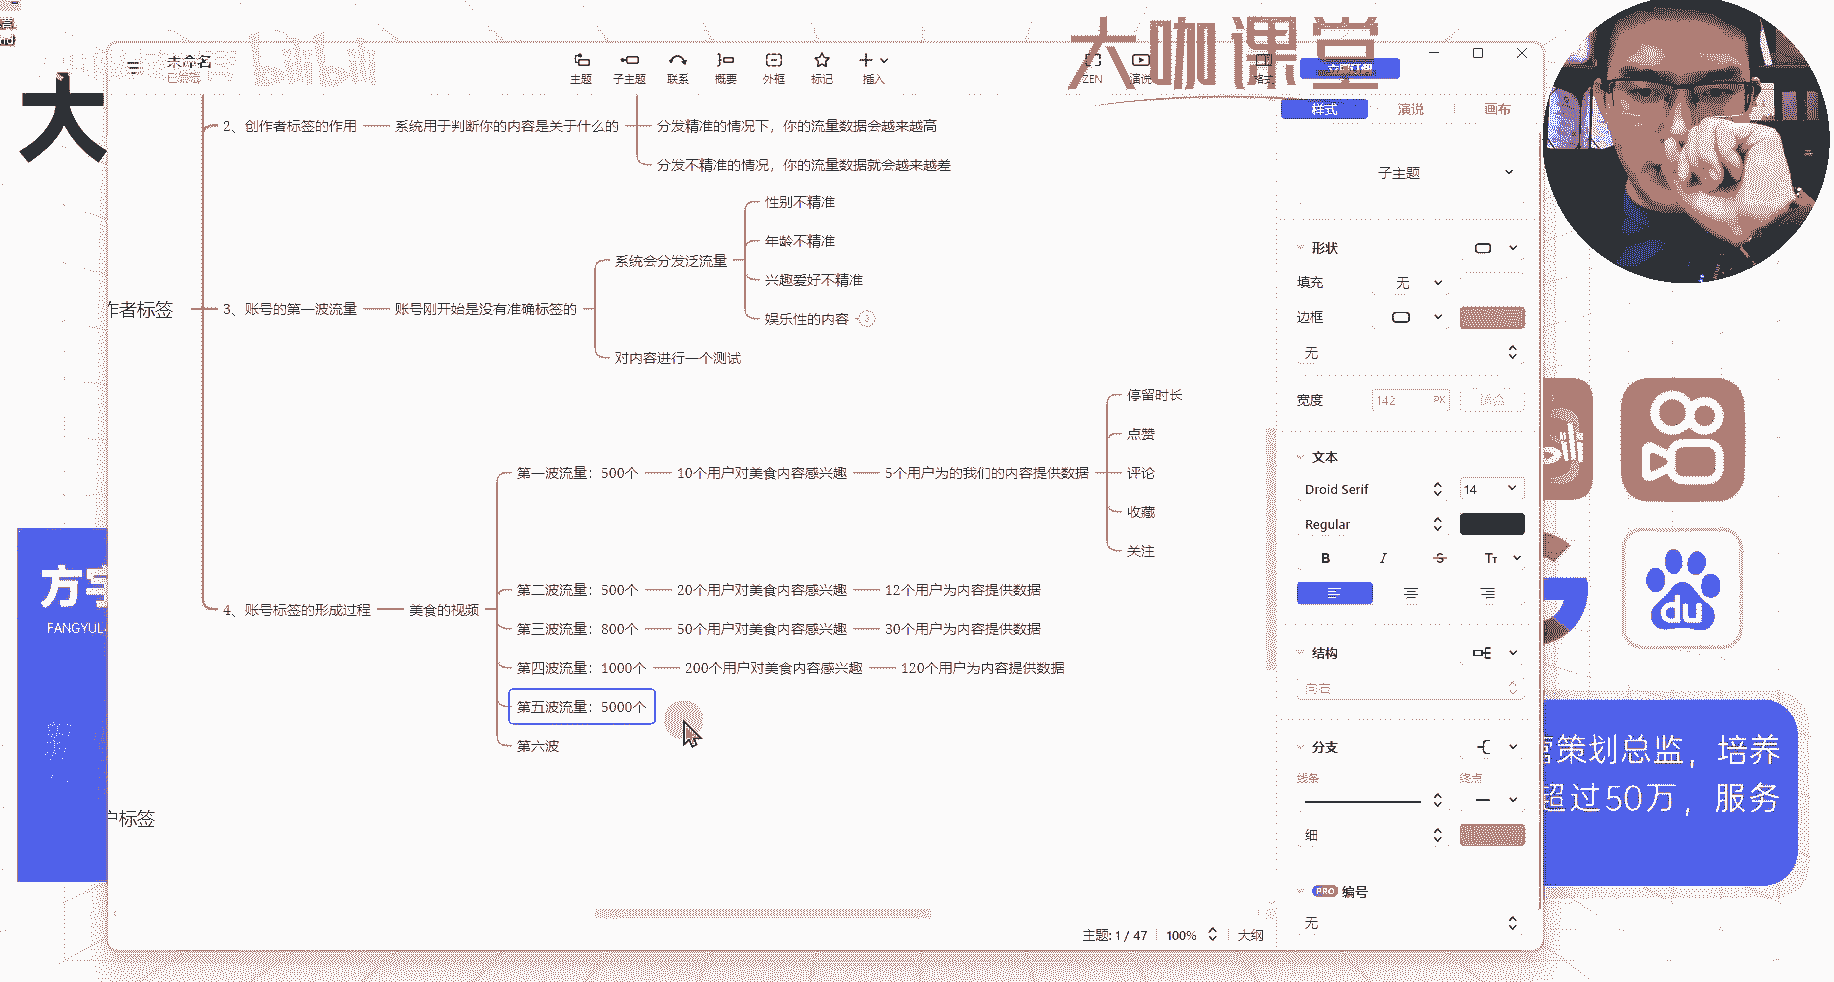 未命名
已编辑
bilibili
大咖课堂
主题
子主题
联系
概要
外框
标记
插入
ZEN
演说
格式
样式
演说
画布
大
2、创作者标签的作用
系统用于判断你的内容是关于什么的
分发精准的情况下，你的流量数据会越来越高
分发不精准的情况，你的流量数据就会越来越差
作者标签
3、账号的第一波流量
账号刚开始是没有准确标签的
系统会分发泛流量
性别不精准
年龄不精准
兴趣爱好不精准
娱乐性的内容
对内容进行一个测试
4、账号标签的形成过程
美食的视频
第一波流量：500个
10个用户对美食内容感兴趣
5个用户为的我们的内容提供数据
停留时长
点赞
评论
收藏
关注
第二波流量：500个
20个用户对美食内容感兴趣
12个用户为内容提供数据
第三波流量：800个
50个用户对美食内容感兴趣
30个用户为内容提供数据
第四波流量：1000个
200个用户对美食内容感兴趣
120个用户为内容提供数据
第五波流量：5000个
第六波
户标签
方宇
FANGYUL
子主题
形状
填充
无
边框
无
宽度
142
PX
适合
文本
Droid Serif
14
Regular
B
I
S
Tт
结构
向右
分支
线条
终点
细
PRO
编号
无
主题: 1 / 47
100%
大纲
du
营策划总监，培养
超过50万，服务